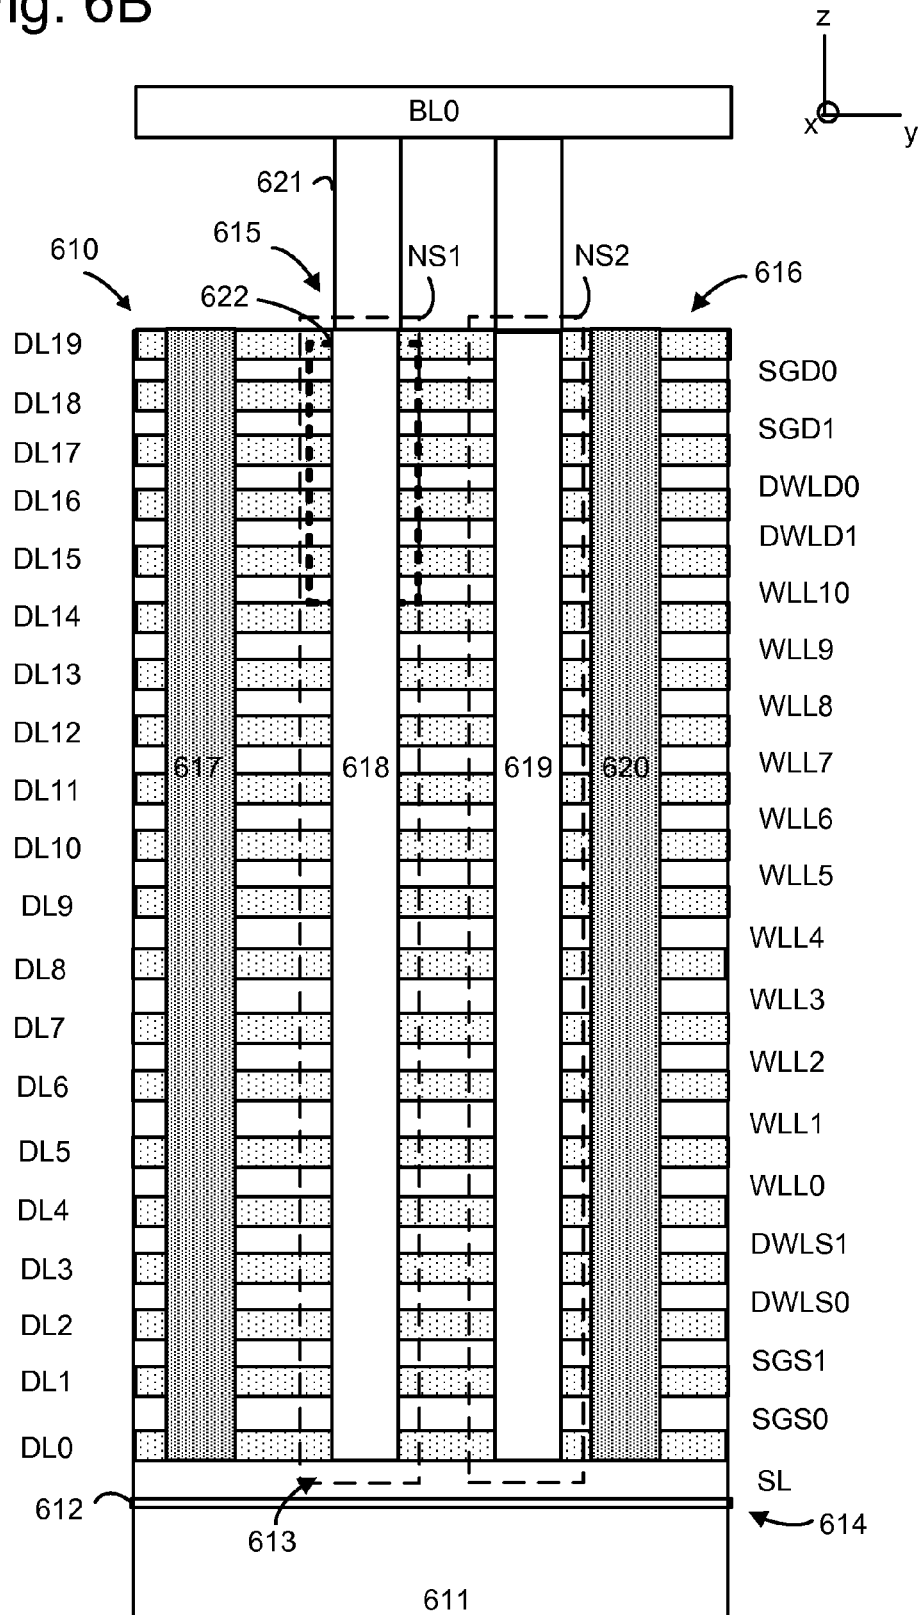 Fig. 6B
z
x
y
BL0
621
615
610
622
NS1
NS2
616
DL19
SGD0
DL18
SGD1
DL17
DWLD0
DL16
DWLD1
DL15
WLL10
DL14
WLL9
DL13
WLL8
DL12
617
618
619
620
WLL7
DL11
WLL6
DL10
WLL5
DL9
WLL4
DL8
WLL3
DL7
WLL2
DL6
WLL1
DL5
WLL0
DL4
DWLS1
DL3
DWLS0
DL2
SGS1
DL1
SGS0
DL0
SL
612
613
614
611